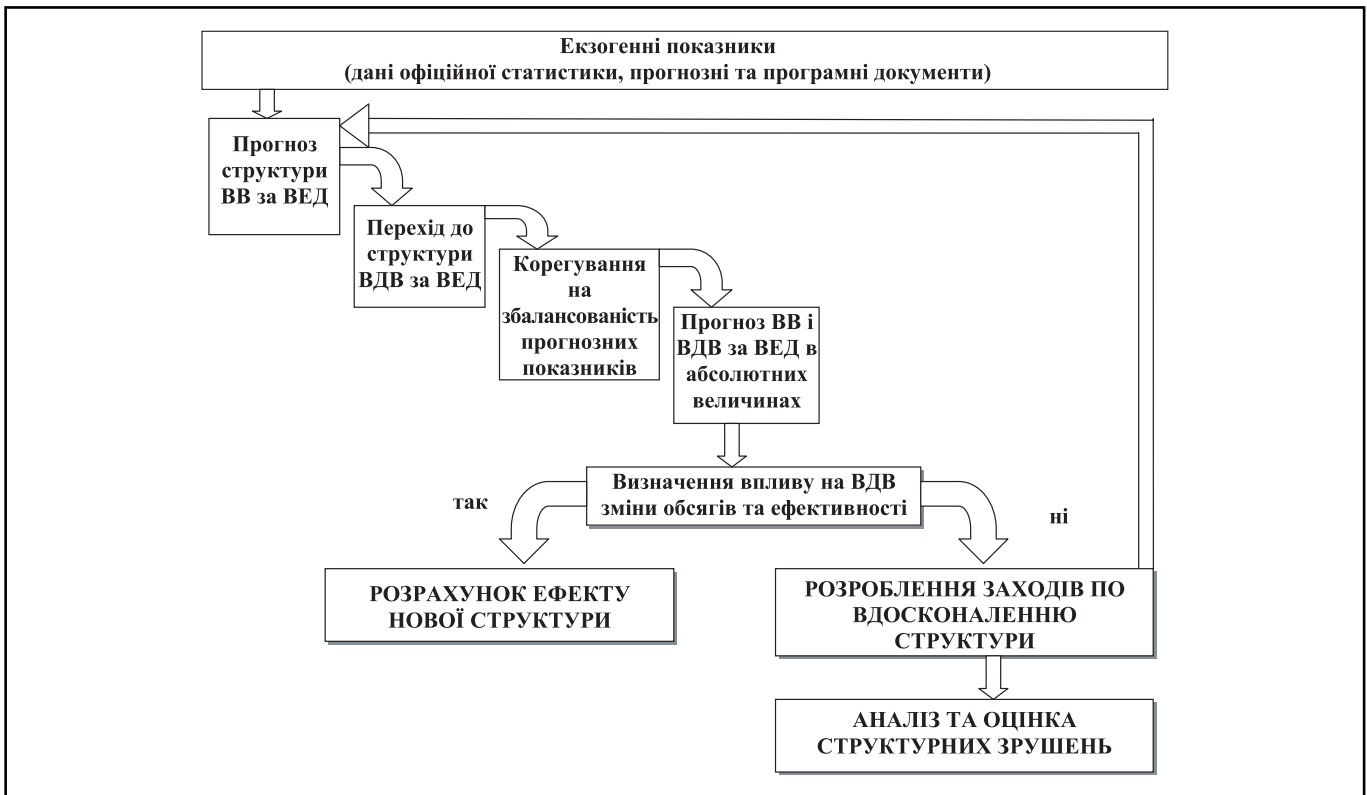 Екзогенні показники
(дані офіційної статистики, прогнозні та програмні документи)
Прогноз
структури
ВВ за ВЕД
Перехід до
структури
ВДВ за ВЕД
Корегування
на
збалансованість
прогнозних
показників
Прогноз ВВ і
ВДВ за ВЕД в
абсолютних
величинах
Визначення впливу на ВДВ
зміни обсягів та ефективності
так
ні
РОЗРАХУНОК ЕФЕКТУ
НОВОЇ СТРУКТУРИ
РОЗРОБЛЕННЯ ЗАХОДІВ ПО
ВДОСКОНАЛЕННЮ
СТРУКТУРИ
АНАЛІЗ ТА ОЦІНКА
СТРУКТУРНИХ ЗРУШЕНЬ